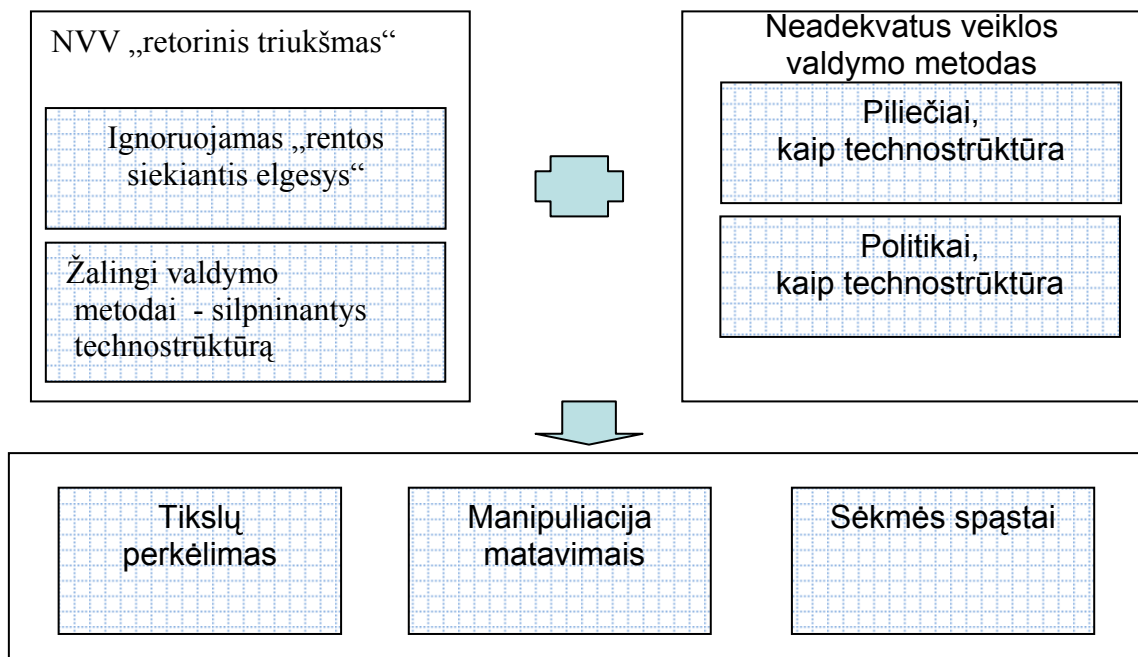 NVV „retorinis triukšmas“
Ignoruojamas „rentos
siekiantis elgesys“
Žalingi valdymo
metodai - silpninantys
technostrūktūrą
Neadekvatus veiklos
valdymo metodas
Piliečiai,
kaip technostrūktūra
Politikai,
kaip technostrūktūra
Tikslų
perkėlimas
Manipuliacija
matavimais
Sėkmės spąstai